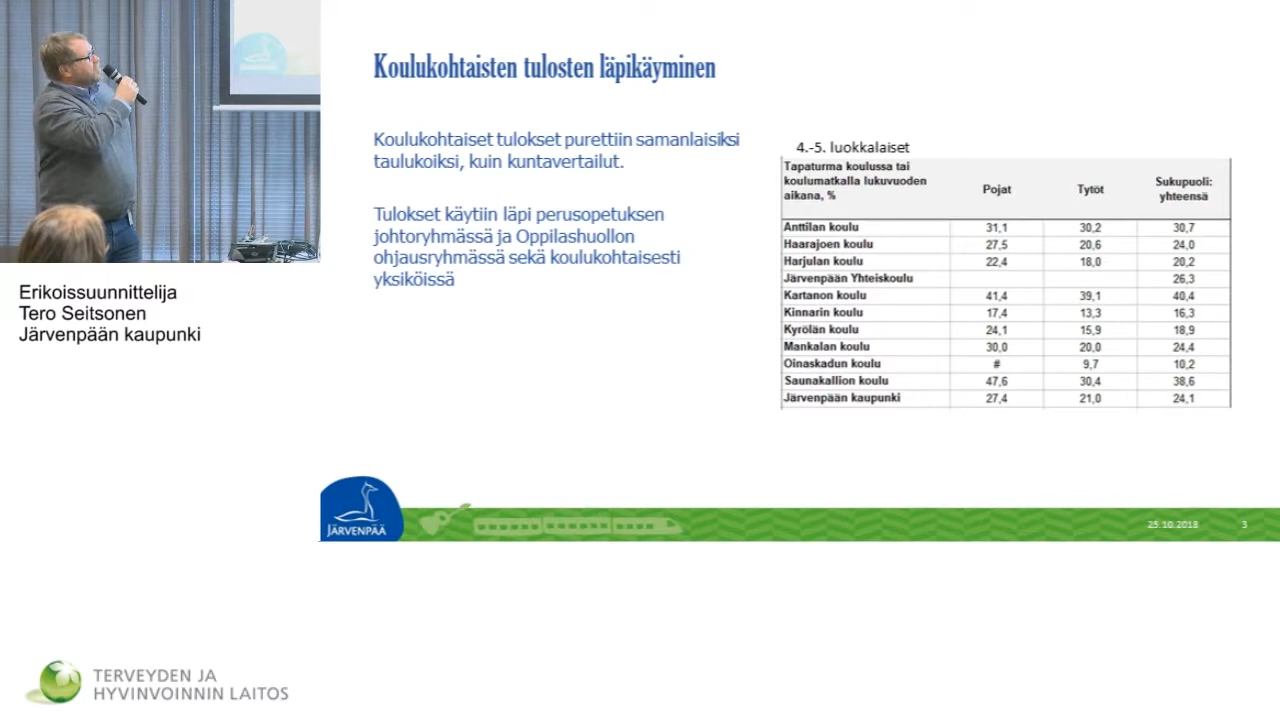 Koulukohtaisten tulosten läpikäyminen
Koulukohtaiset tulokset purettiin samanlaisiksi
taulukoiksi, kuin kuntavertailut.
Tulokset käytiin läpi perusopetuksen
johtoryhmässä ja Oppilashuollon
ohjausryhmässä sekä koulukohtaisesti
yksiköissä
4.-5. luokkalaiset
Tapaturma koulussa tai
koulumatkalla lukuvuoden
aikana, %
Pojat
Tytöt
Sukupuoli:
yhteensä
Anttilan koulu 31,1 30,2 30,7
Haarajoen koulu 27,5 20,6 24,0
Harjulan koulu 22,4 18,0 20,2
Järvenpään Yhteiskoulu 26,3
Kartanon koulu 41,4 39,1 40,4
Kinnarin koulu 17,4 13,3 16,3
Kyrölän koulu 24,1 15,9 18,9
Mankalan koulu 30,0 20,0 24,4
Oinaskadun koulu # 9,7 10,2
Saunakallion koulu 47,6 30,4 38,6
Järvenpään kaupunki 27,4 21,0 24,1
Erikoissuunnittelija
Tero Seitsonen
Järvenpään kaupunki
JÄRVENPÄÄ
25.10.2018 3
TERVEYDEN JA
HYVINVOINNIN LAITOS